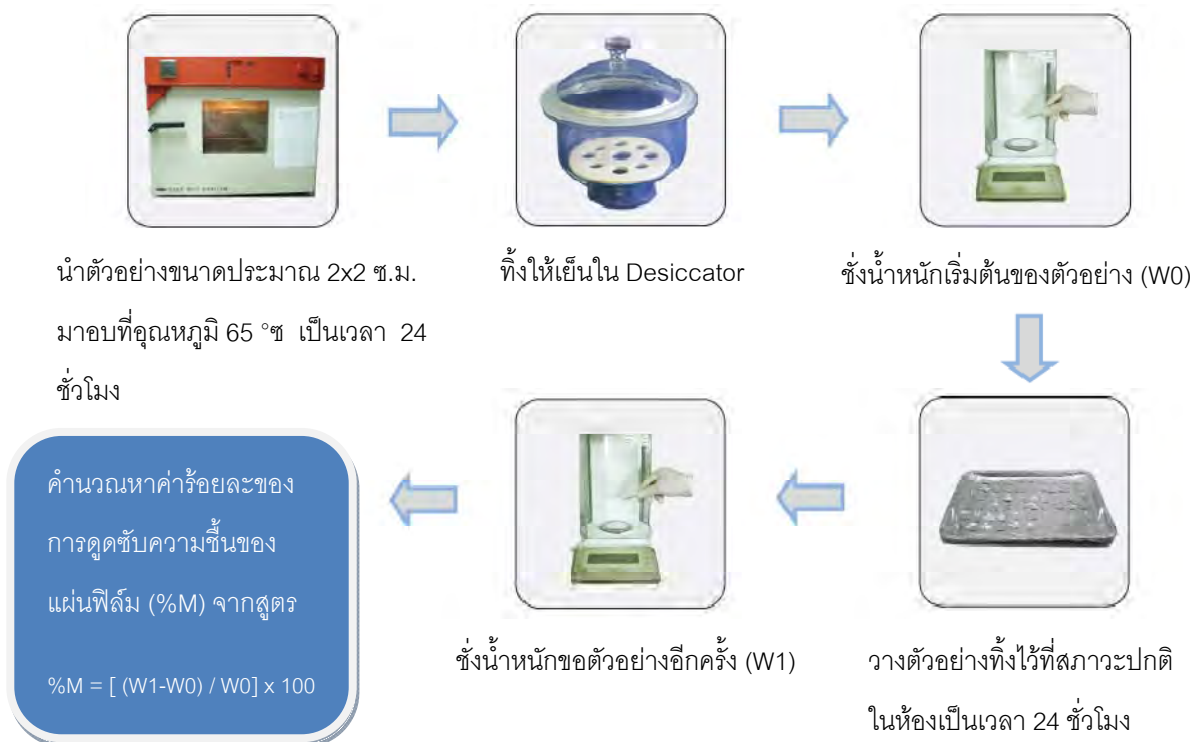 นำตัวอย่างขนาดประมาณ 2x2 ซ.ม.
มาอบที่อุณหภูมิ 65 °ซ เป็นเวลา 24
ชั่วโมง
ทิ้งให้เย็นใน Desiccator
ชั่งน้ำหนักเริ่มต้นของตัวอย่าง (W0)
วางตัวอย่างทิ้งไว้ที่สภาวะปกติ
ในห้องเป็นเวลา 24 ชั่วโมง
ชั่งน้ำหนักขอตัวอย่างอีกครั้ง (W1)
คำนวณหาค่าร้อยละของ
การดูดซับความชื้นของ
แผ่นฟิล์ม (%M) จากสูตร
%M = [ (W1-W0) / W0] x 100